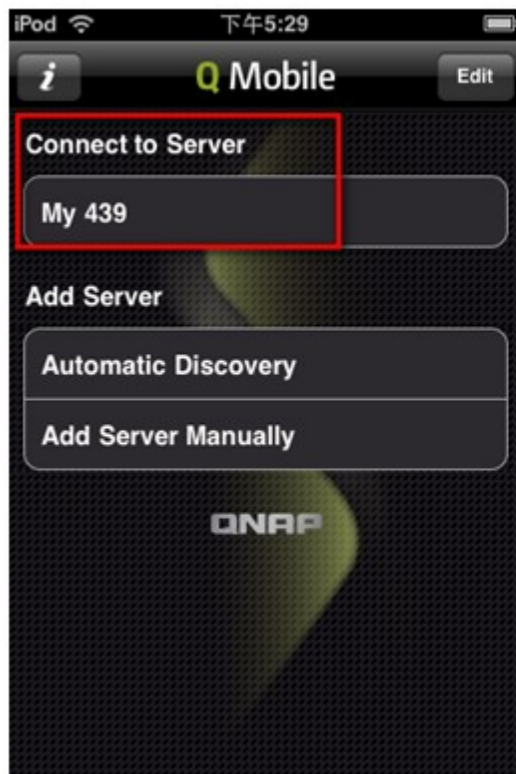 iPod 下午5:29
i Q Mobile Edit
Connect to Server
My 439
Add Server
Automatic Discovery
Add Server Manually
QNAP